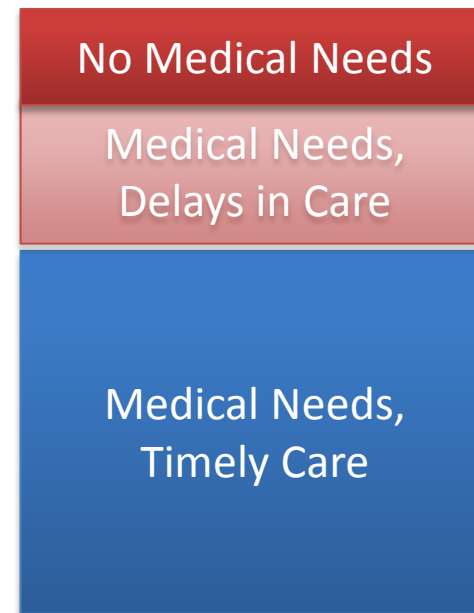 No Medical Needs
Medical Needs,
Delays in Care
Medical Needs,
Timely Care